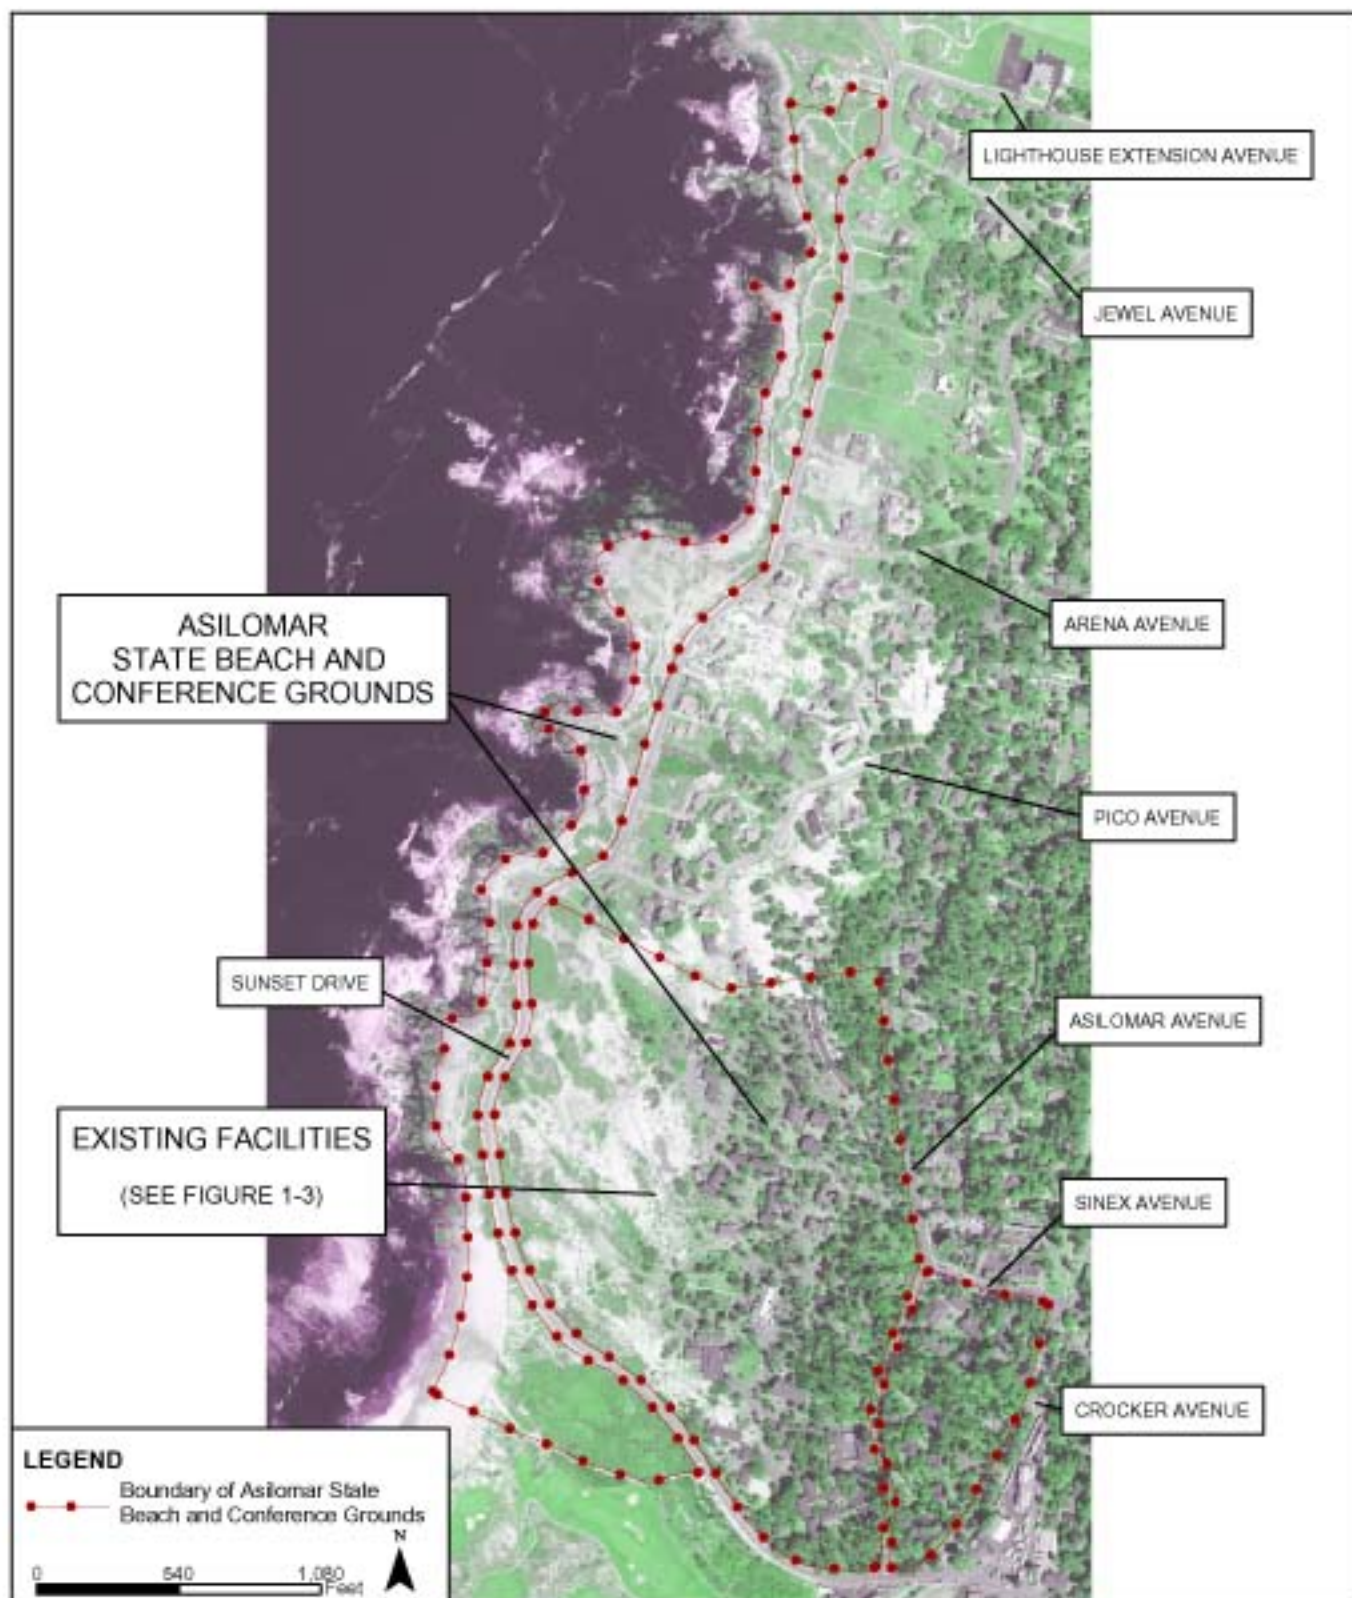 LIGHTHOUSE EXTENSION AVENUE
JEWEL AVENUE
ARENA AVENUE
ASILOMAR
STATE BEACH AND
CONFERENCE GROUNDS
PICO AVENUE
SUNSET DRIVE
ASILOMAR AVENUE
EXISTING FACILITIES
(SEE FIGURE 1-3)
SINEX AVENUE
CROCKER AVENUE
LEGEND
Boundary of Asilomar State
Beach and Conference Grounds
N
0 540 1,080
Feet